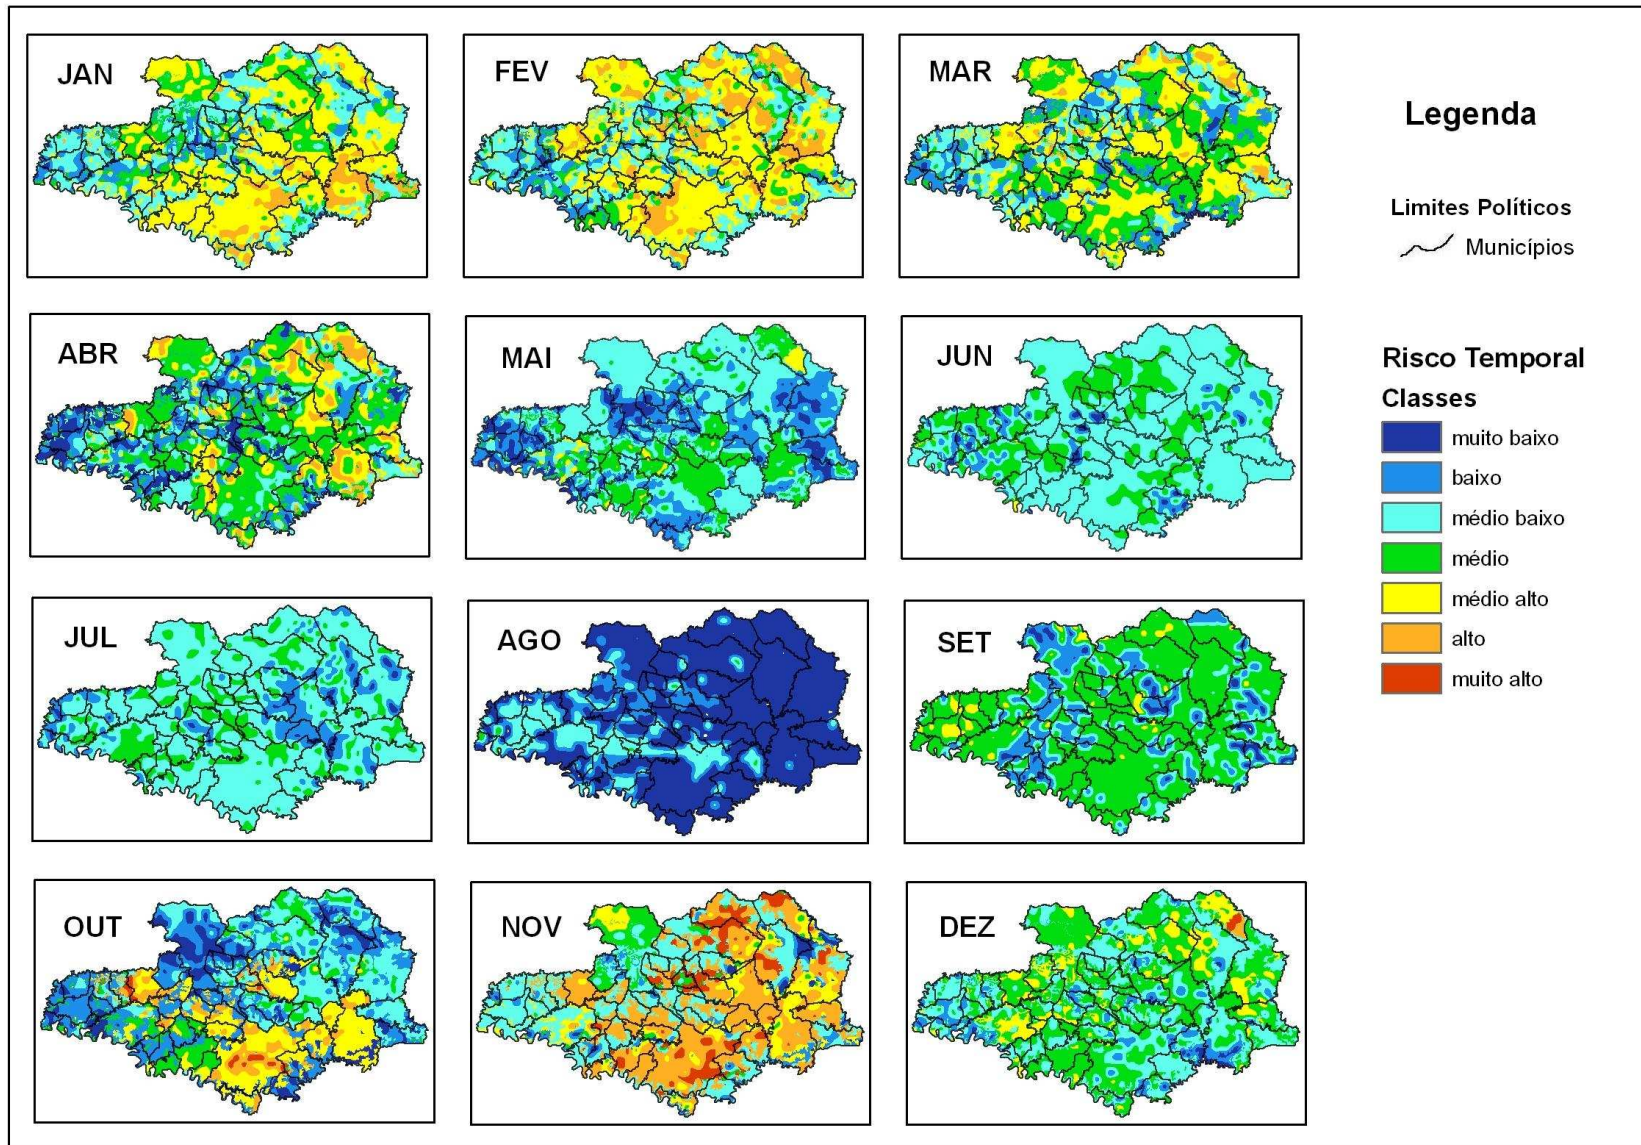 JAN
FEV
MAR
Legenda
Limites Políticos
Municípios
ABR
MAI
JUN
Risco Temporal
Classes
muito baixo
baixo
médio baixo
médio
médio alto
alto
muito alto
JUL
AGO
SET
OUT
NOV
DEZ